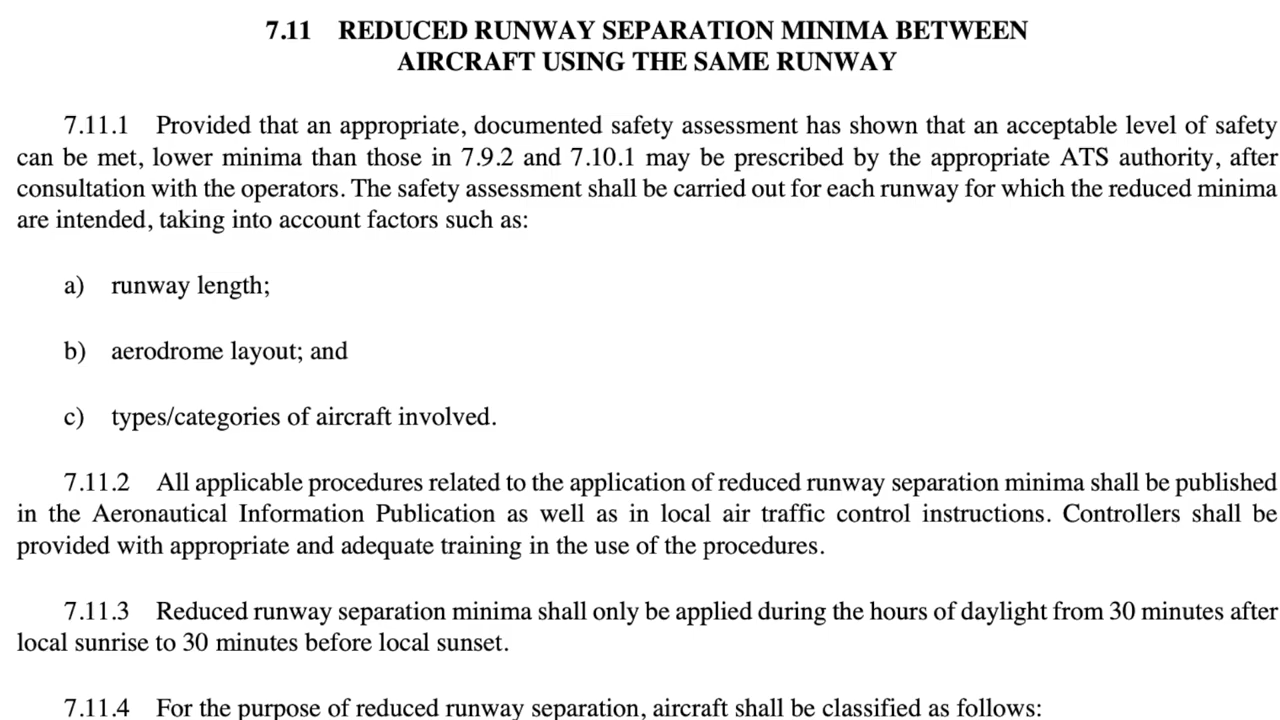 7.11 REDUCED RUNWAY SEPARATION MINIMA BETWEEN
AIRCRAFT USING THE SAME RUNWAY
7.11.1 Provided that an appropriate, documented safety assessment has shown that an acceptable level of safety
can be met, lower minima than those in 7.9.2 and 7.10.1 may be prescribed by the appropriate ATS authority, after
consultation with the operators. The safety assessment shall be carried out for each runway for which the reduced minima
are intended, taking into account factors such as:
a) runway length;
b) aerodrome layout; and
c) types/categories of aircraft involved.
7.11.2 All applicable procedures related to the application of reduced runway separation minima shall be published
in the Aeronautical Information Publication as well as in local air traffic control instructions. Controllers shall be
provided with appropriate and adequate training in the use of the procedures.
7.11.3 Reduced runway separation minima shall only be applied during the hours of daylight from 30 minutes after
local sunrise to 30 minutes before local sunset.
7.11.4 For the purpose of reduced runway separation, aircraft shall be classified as follows: